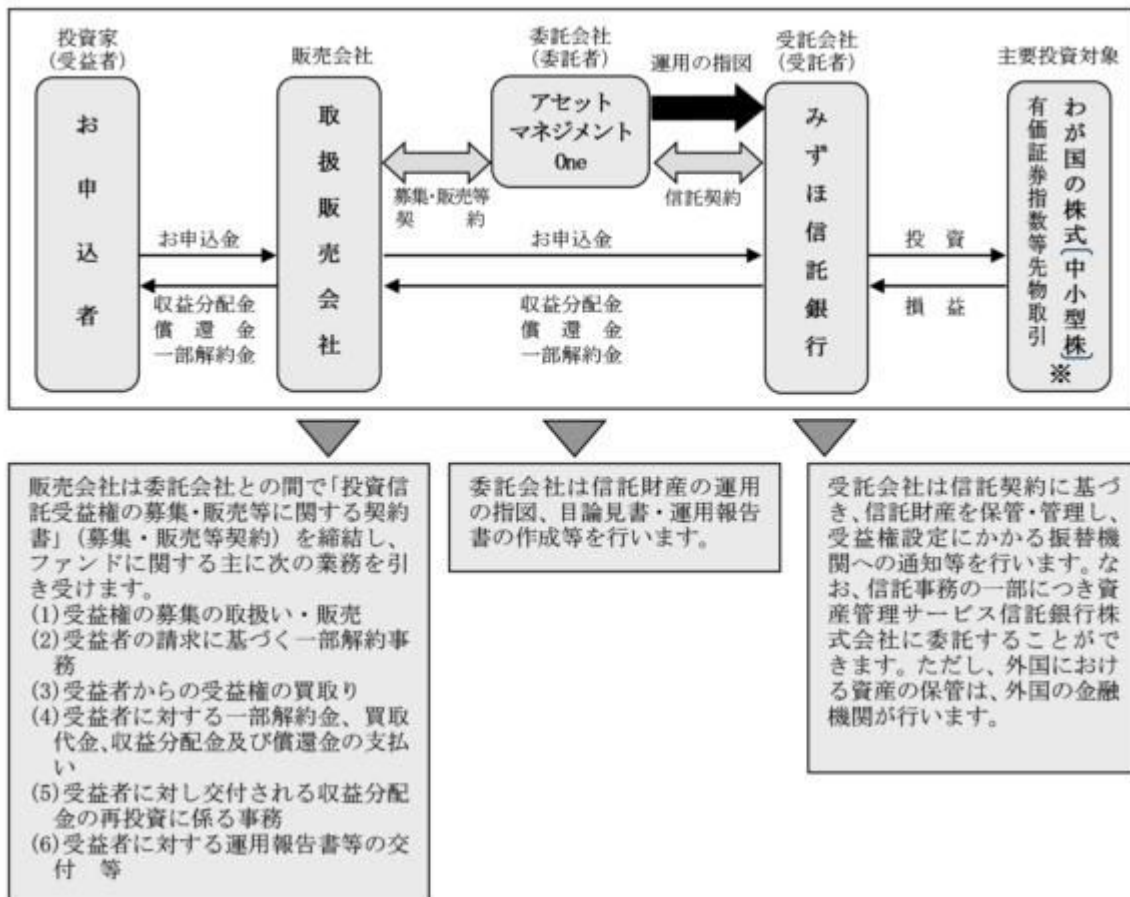 投資家
(受益者)
お申込者
販売会社
取扱販売会社
委託会社
(委託者)
アセット
マネジメント
One
運用の指図
受託会社
(受託者)
みずほ信託銀行
主要投資対象
わが国の株式(中小型株)※
有価証券指数等先物取引
募集・販売等
契　約
信託契約
お申込金
収益分配金
償　還　金
一部解約金
お申込金
収益分配金
償　還　金
一部解約金
投　資
損　益
販売会社は委託会社との間で「投資信
託受益権の募集・販売等に関する契約
書」（募集・販売等契約）を締結し、
ファンドに関する主に次の業務を引
き受けます。
(1)受益権の募集の取扱い・販売
(2)受益者の請求に基づく一部解約事
務
(3)受益者からの受益権の買取り
(4)受益者に対する一部解約金、買取
代金、収益分配金及び償還金の支払
い
(5)受益者に対し交付される収益分配
金の再投資に係る事務
(6)受益者に対する運用報告書等の交
付　等
委託会社は信託財産の運用
の指図、目論見書・運用報告
書の作成等を行います。
受託会社は信託契約に基づ
き、信託財産を保管・管理し、
受益権設定にかかる振替機
関への通知等を行います。な
お、信託事務の一部につき資
産管理サービス信託銀行株
式会社に委託することがで
きます。ただし、外国におけ
る資産の保管は、外国の金融
機関が行います。